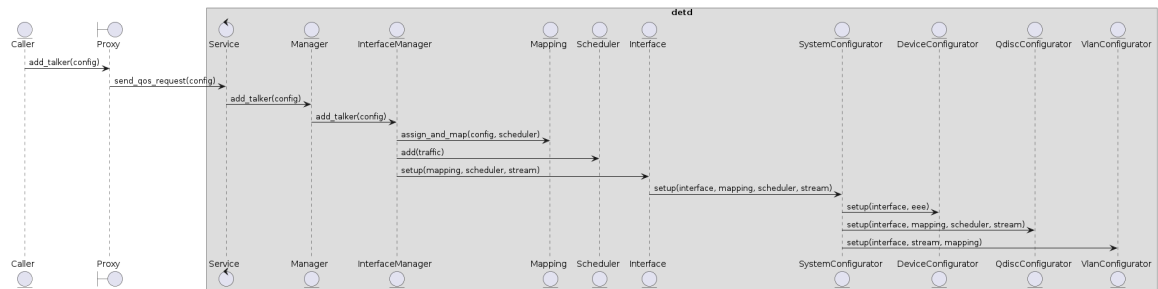 detd
Caller
Proxy
Service
Manager
InterfaceManager
Mapping
Scheduler
Interface
SystemConfigurator
DeviceConfigurator
QdiscConfigurator
VlanConfigurator
add_talker(config)
send_qos_request(config)
add_talker(config)
add_talker(config)
assign_and_map(config, scheduler)
add(traffic)
setup(mapping, scheduler, stream)
setup(interface, mapping, scheduler, stream)
setup(interface, eee)
setup(interface, mapping, scheduler, stream)
setup(interface, stream, mapping)
Caller
Proxy
Service
Manager
InterfaceManager
Mapping
Scheduler
Interface
SystemConfigurator
DeviceConfigurator
QdiscConfigurator
VlanConfigurator